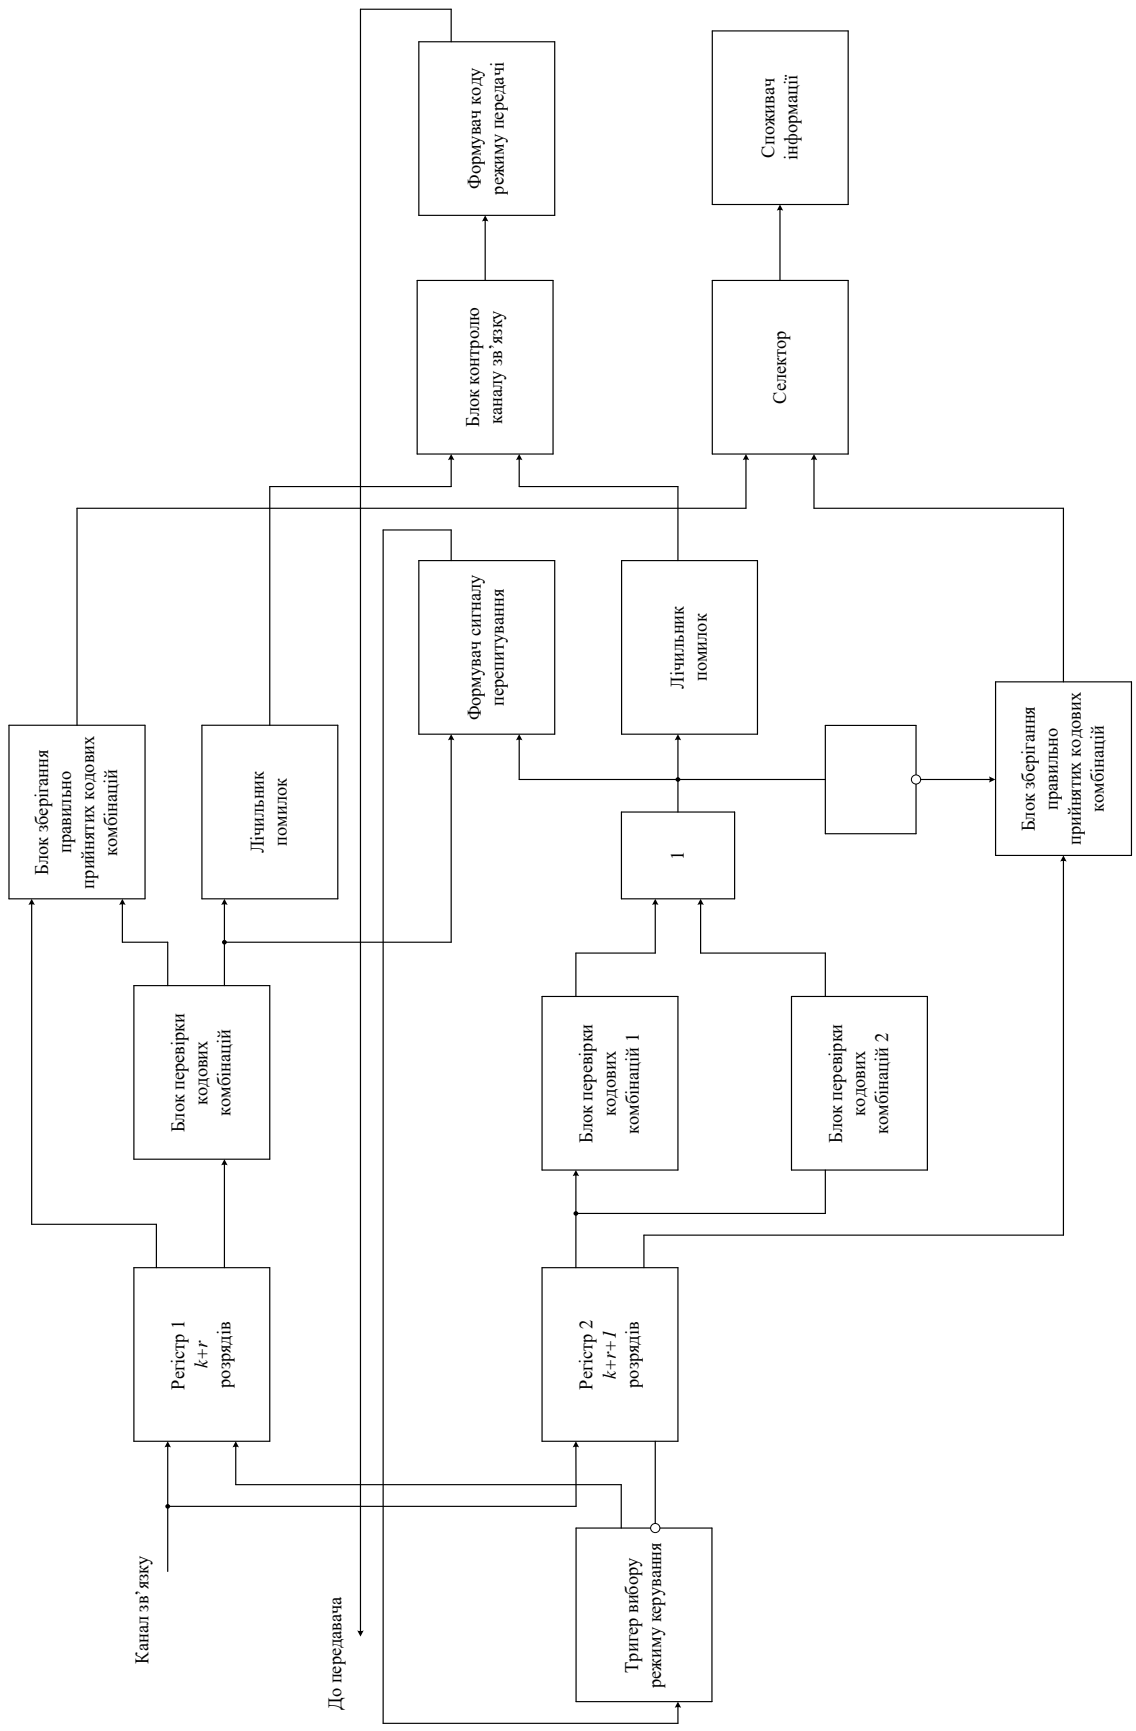 Канал зв’язку
Регістр 1
k+r
розрядів
Блок перевірки
кодових
комбінацій
Блок зберігання
правильно
прийнятих кодових
комбінацій
Лічильник
помилок
До передавача
Формувач сигналу
перепитування
Блок контролю
каналу зв’язку
Формувач коду
режиму передачі
Тригер вибору
режиму керування
Регістр 2
k+r+1
розрядів
Блок перевірки
кодових
комбінацій 1
Блок перевірки
кодових
комбінацій 2
1
Лічильник
помилок
Селектор
Споживач
інформації
Блок зберігання
правильно
прийнятих кодових
комбінацій